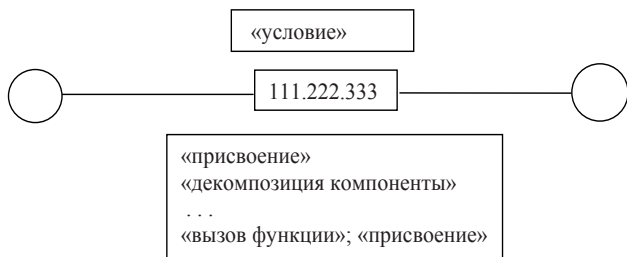 «условие»
111.222.333
«присвоение»
«декомпозиция компоненты»
. . .
«вызов функции»; «присвоение»